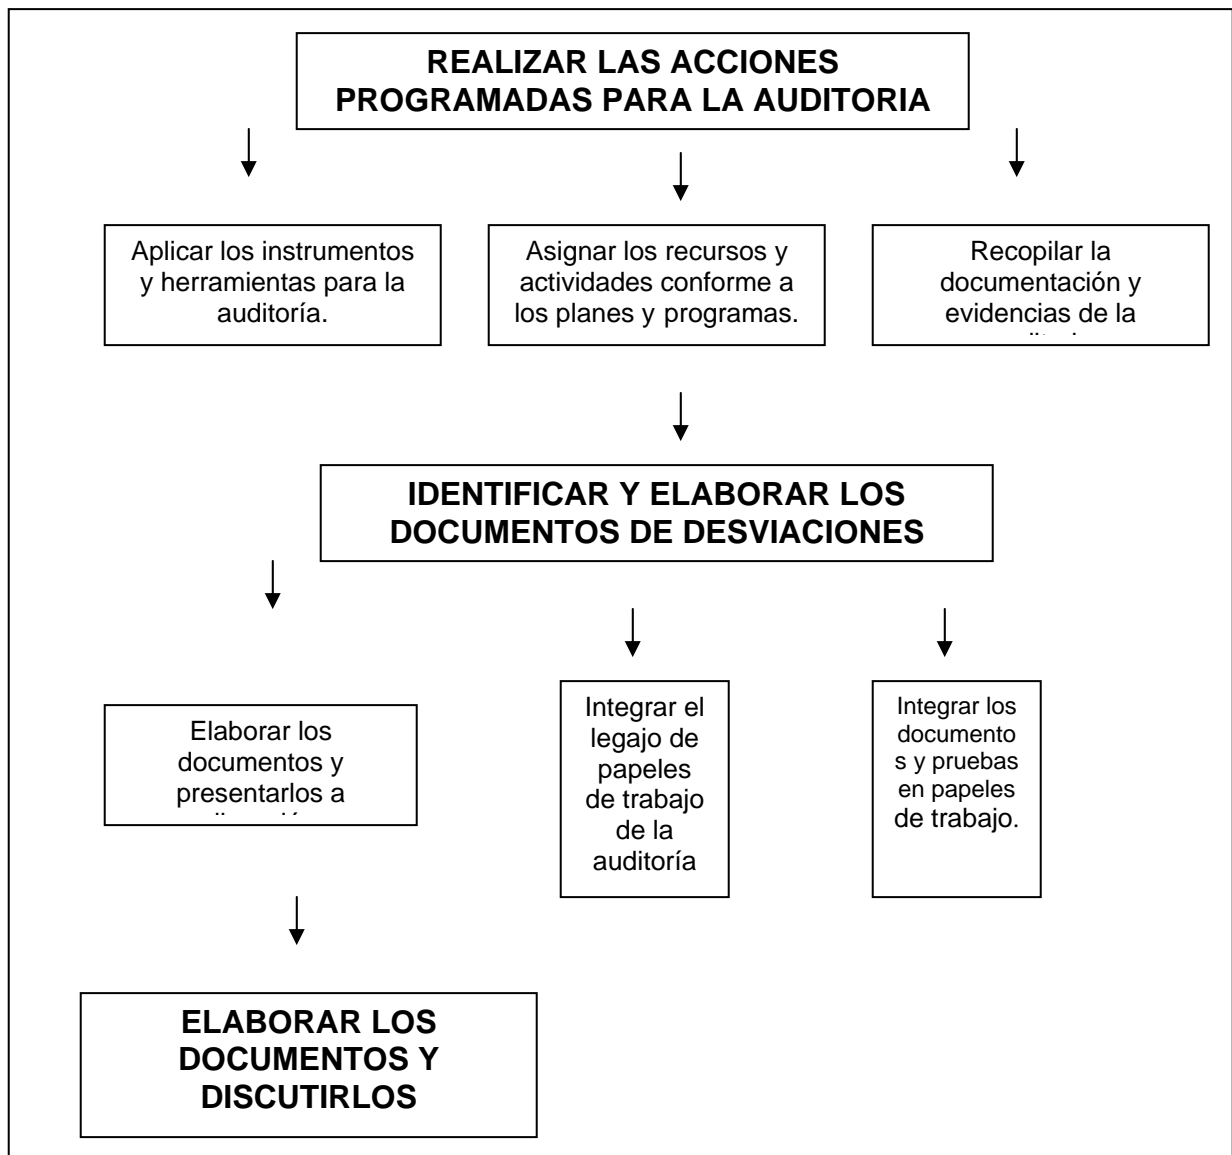 REALIZAR LAS ACCIONES
PROGRAMADAS PARA LA AUDITORIA
Aplicar los instrumentos
y herramientas para la
auditoría.
Asignar los recursos y
actividades conforme a
los planes y programas.
Recopilar la
documentación y
evidencias de la
IDENTIFICAR Y ELABORAR LOS
DOCUMENTOS DE DESVIACIONES
Elaborar los
documentos y
presentarlos a
Integrar el
legajo de
papeles
de trabajo
de la
auditoría
Integrar los
documento
s y pruebas
en papeles
de trabajo.
ELABORAR LOS
DOCUMENTOS Y
DISCUTIRLOS